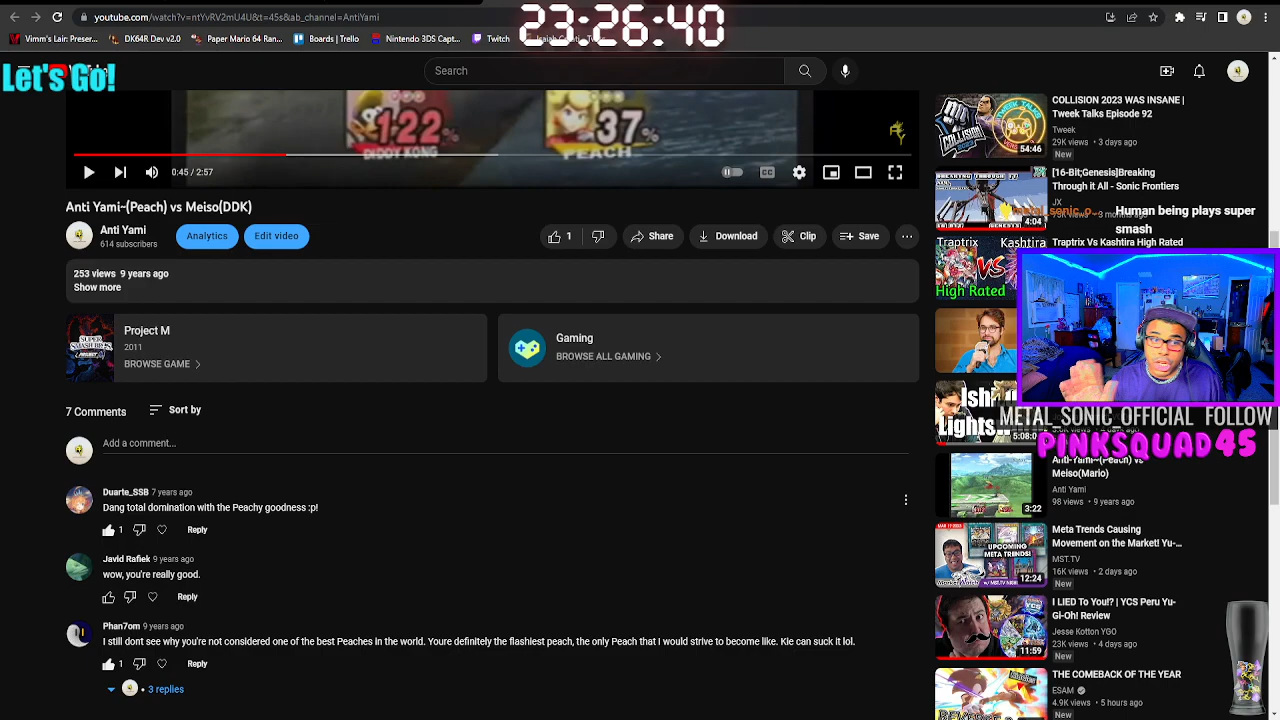 youtube.com/watch?v=ntYvRV2mU4U&t=45s&ab_channel=AntiYami
23:26:40
Vimm's Lair: Preser...
DK64R Dev v2.0
Paper Mario 64 Ran...
Boards | Trello
Nintendo 3DS Capt...
Twitch
Let's Go!
Search
122%
DIDDY KONG
37%
PEACH
0:45 / 2:57
CC
Anti Yami~(Peach) vs Meiso(DDK)
Anti Yami
614 subscribers
Analytics
Edit video
1
Share
Download
Clip
Save
253 views 9 years ago
Show more
Project M
2011
BROWSE GAME
Gaming
BROWSE ALL GAMING
7 Comments
Sort by
Add a comment...
Duarte_SSB 7 years ago
Dang total domination with the Peachy goodness :p!
1
Reply
Javid Rafiek 9 years ago
wow, you're really good.
Reply
Phan7om 9 years ago
I still dont see why you're not considered one of the best Peaches in the world. Youre definitely the flashiest peach, the only Peach that I would strive to become like. Kie can suck it lol.
1
Reply
3 replies
COLLISION 2023 WAS INSANE |
Tweek Talks Episode 92
Tweek
29K views • 3 days ago
New
54:46
[16-Bit;Genesis]Breaking
Through it All - Sonic Frontiers
JX
4:04
Human being plays super
smash
Traptrix Vs Kashtira High Rated
Traptrix
Kashtira
VS
High Rated
Lights
5:08:0
METAL_SONIC_OFFICIAL FOLLOW
PINKSQUAD45
Anti-Yami~(Peach) vs
Meiso(Mario)
Anti Yami
98 views • 9 years ago
3:22
Meta Trends Causing
Movement on the Market! Yu-...
MST.TV
16K views • 2 days ago
New
UPCOMING
META TRENDS!
12:24
I LIED To YOU!? | YCS Peru Yu-
Gi-Oh! Review
Jesse Kotton YGO
23K views • 4 days ago
New
11:59
THE COMEBACK OF THE YEAR
ESAM
4.9K views • 5 hours ago
New